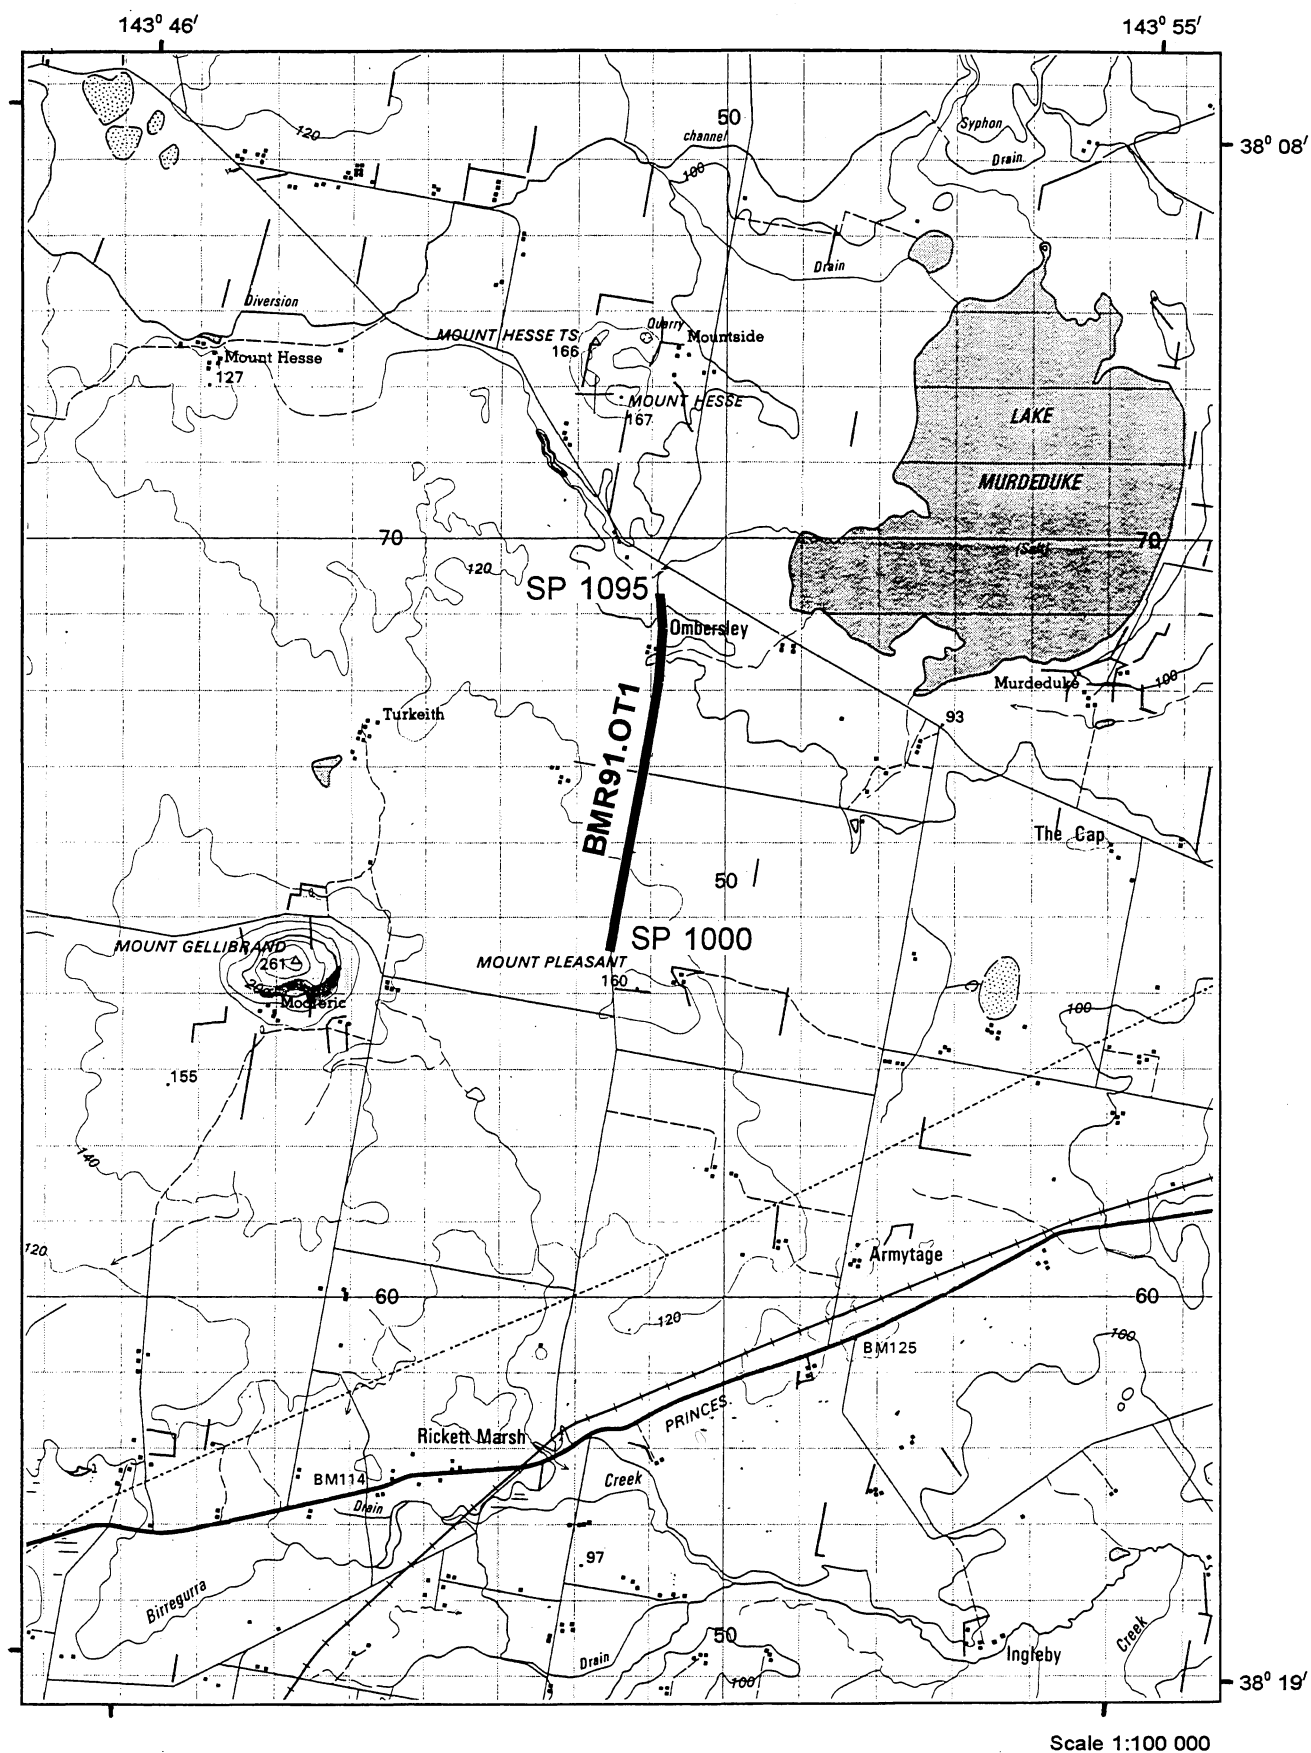 143° 46′
143° 55′
50
120
channel
Syphon
Drain
38° 08′
100
Drain
Diversion
MOUNT HESSE TS
166
Quarry
Mountside
Mount Hesse
127
MOUNT HESSE
167
LAKE
MURDEDUKE
70
(Salt)
70
120
SP 1095
Ombersley
Murdeduke
100
BMR91.OT1
Turkeith
93
The Cap
50
SP 1000
MOUNT GELLIBRAND
261
MOUNT PLEASANT
160
200
Mooleric
100
155
140
120
Armytage
60
60
120
100
BM125
PRINCES
Rickett Marsh
BM114
Drain
Creek
97
Birregurra
50
Drain
Ingleby
Creek
100
38° 19′
Scale 1:100 000